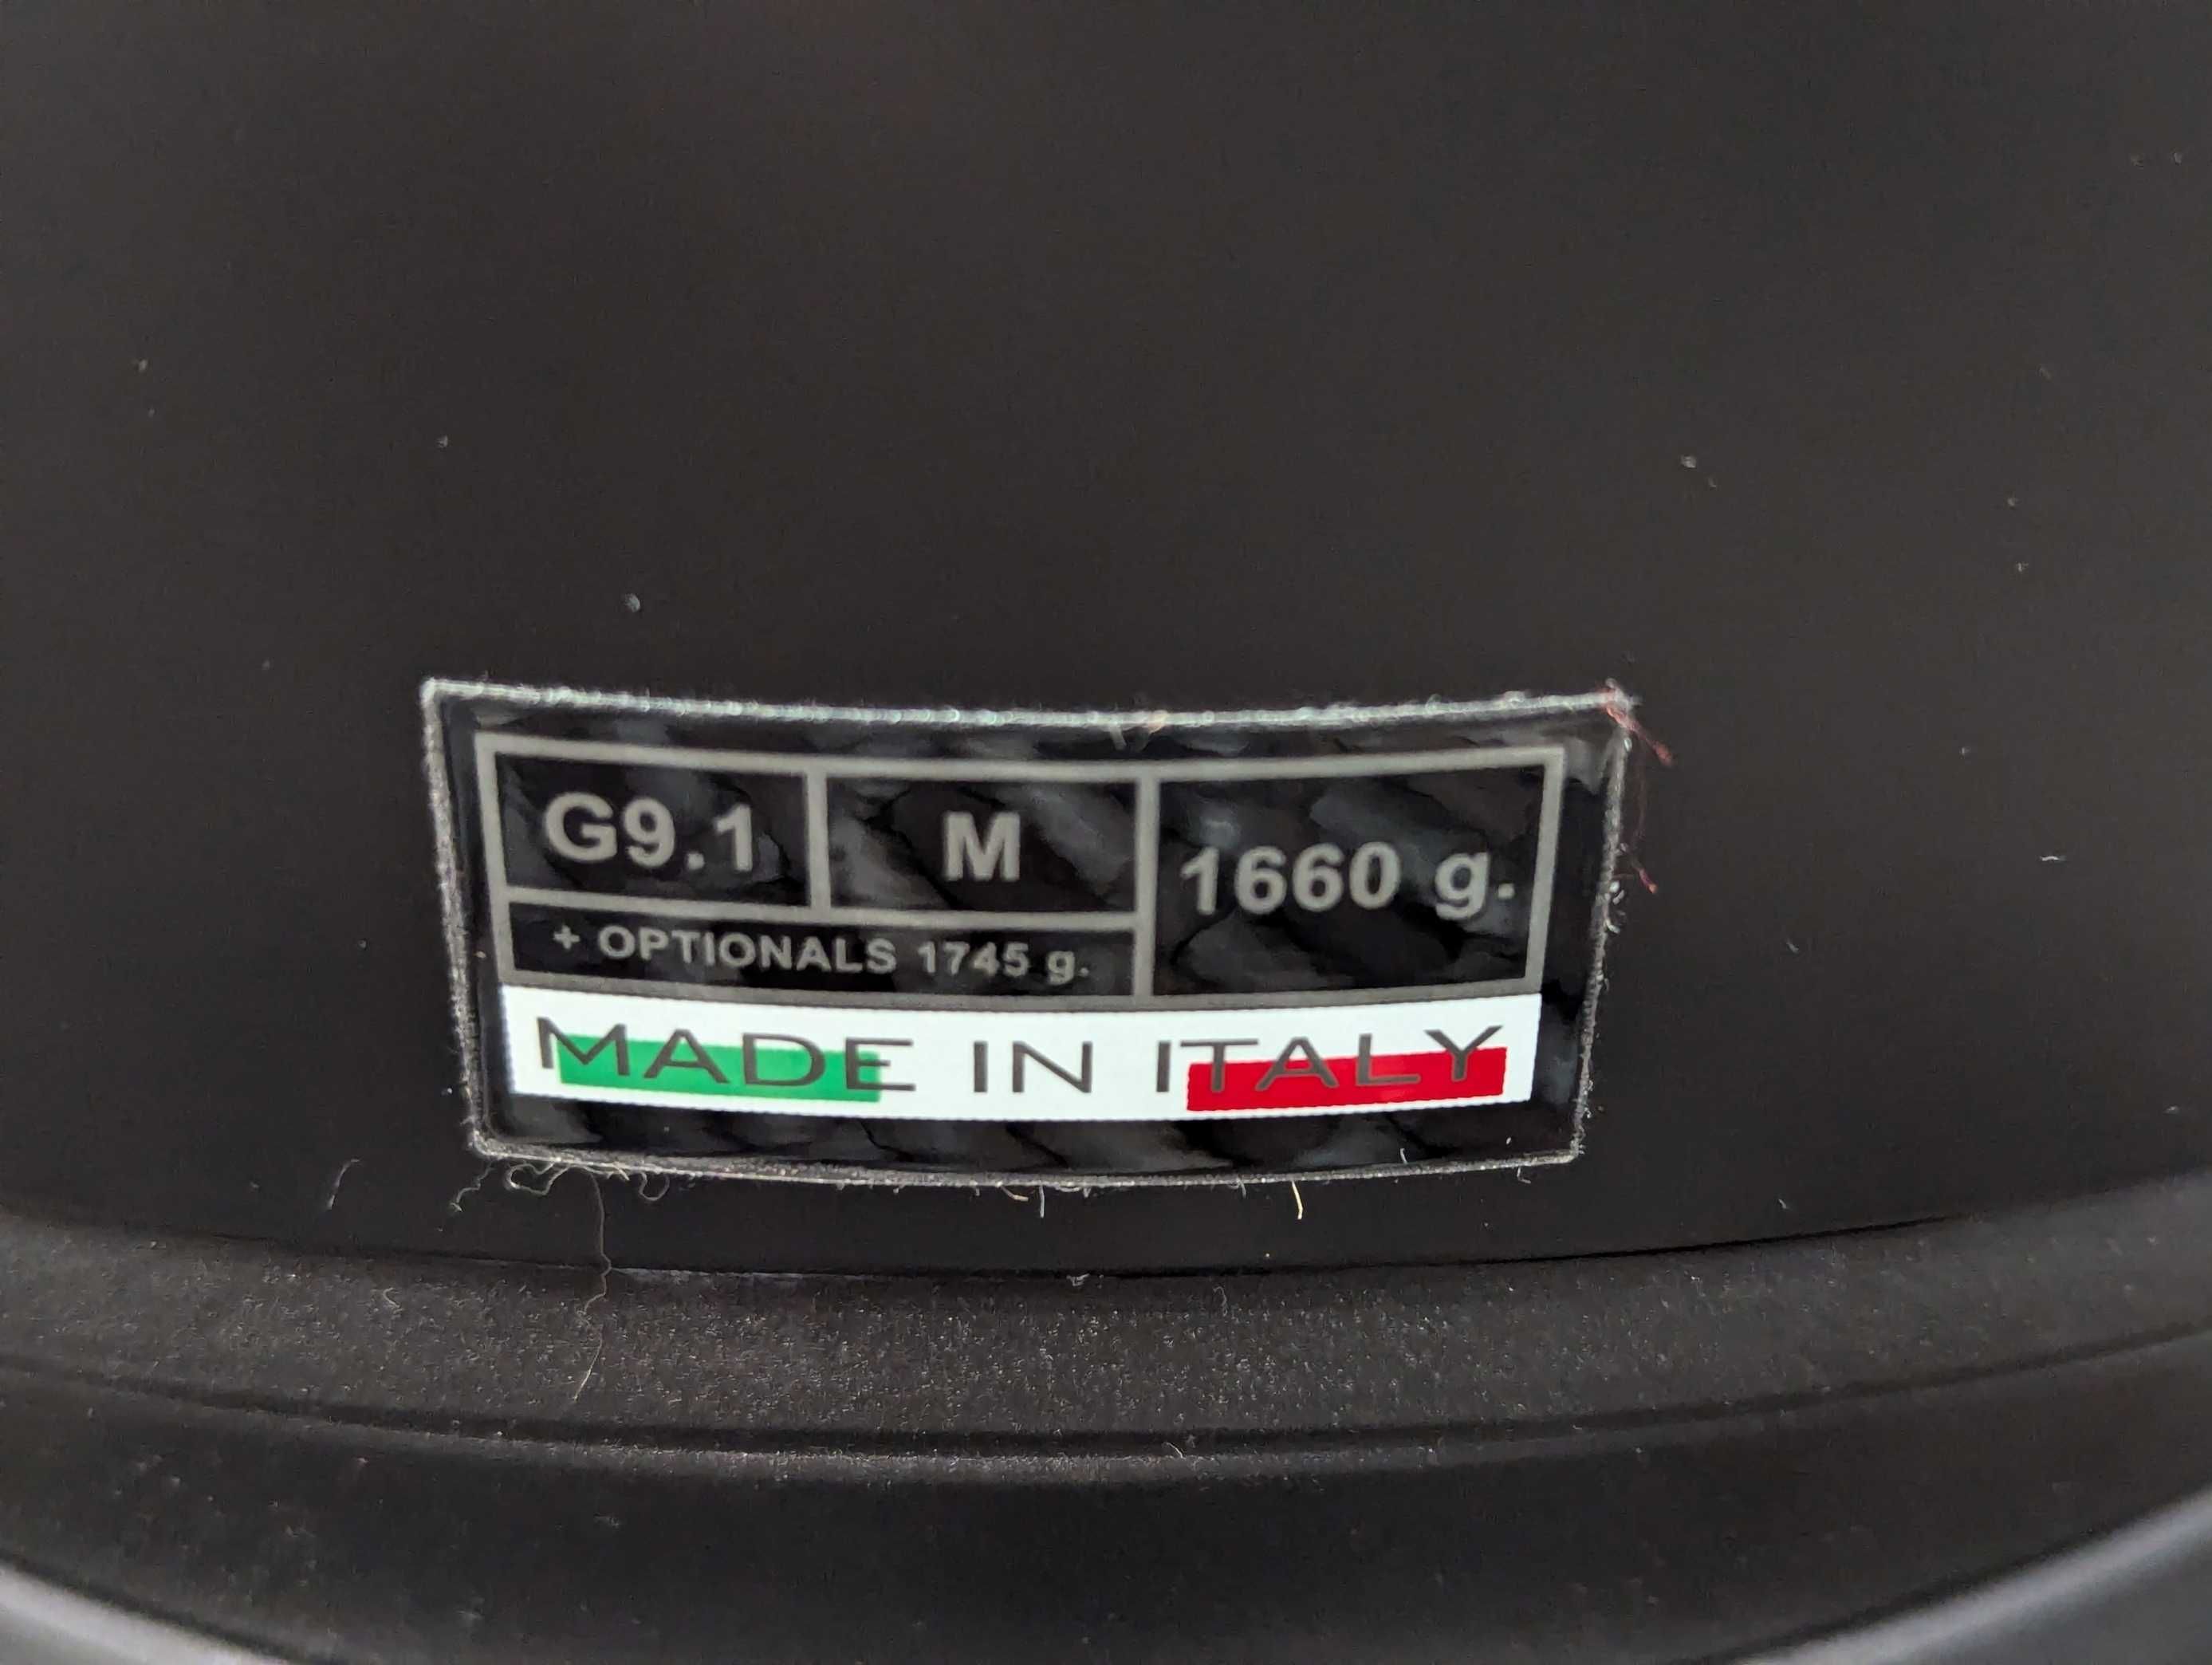 G9.1
M
1660 g.
+ OPTIONALS 1745 g.
MADE IN ITALY